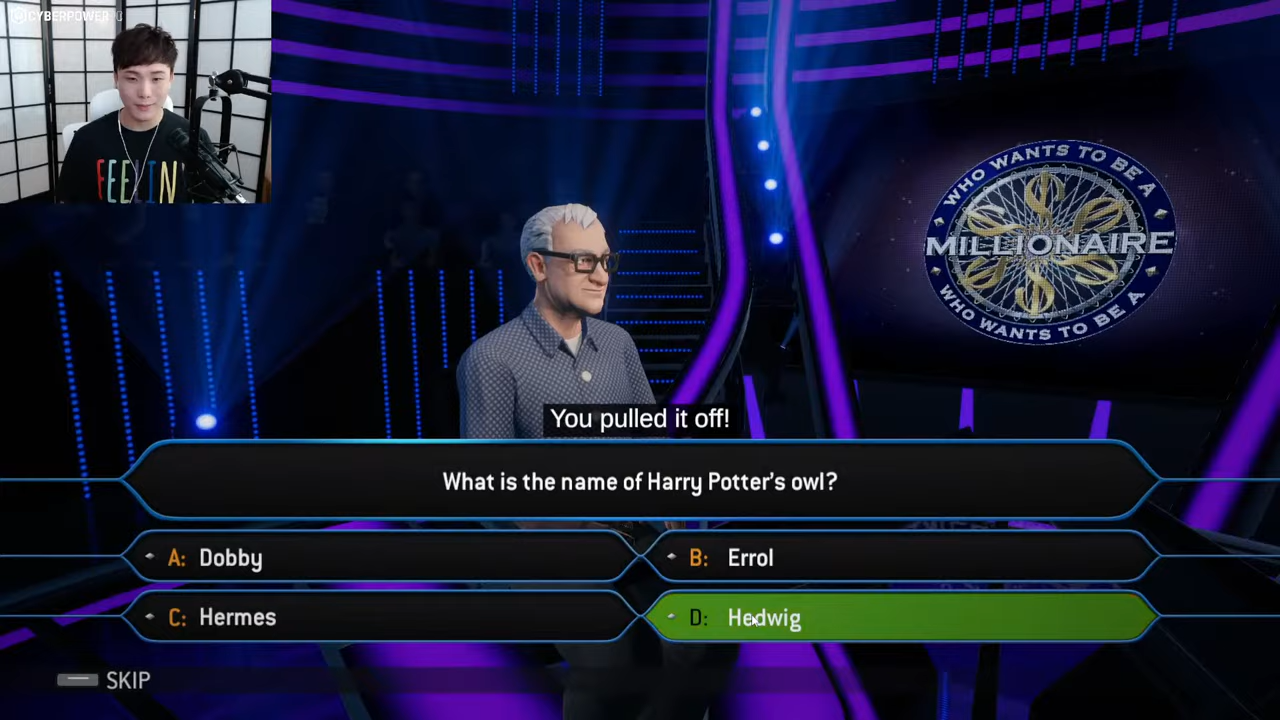 CYBERPOWER
FEELIN
WHO WANTS TO BE A
MILLIONAIRE
WHO WANTS TO BE A
You pulled it off!
What is the name of Harry Potter's owl?
A: Dobby
B: Errol
C: Hermes
D: Hedwig
SKIP